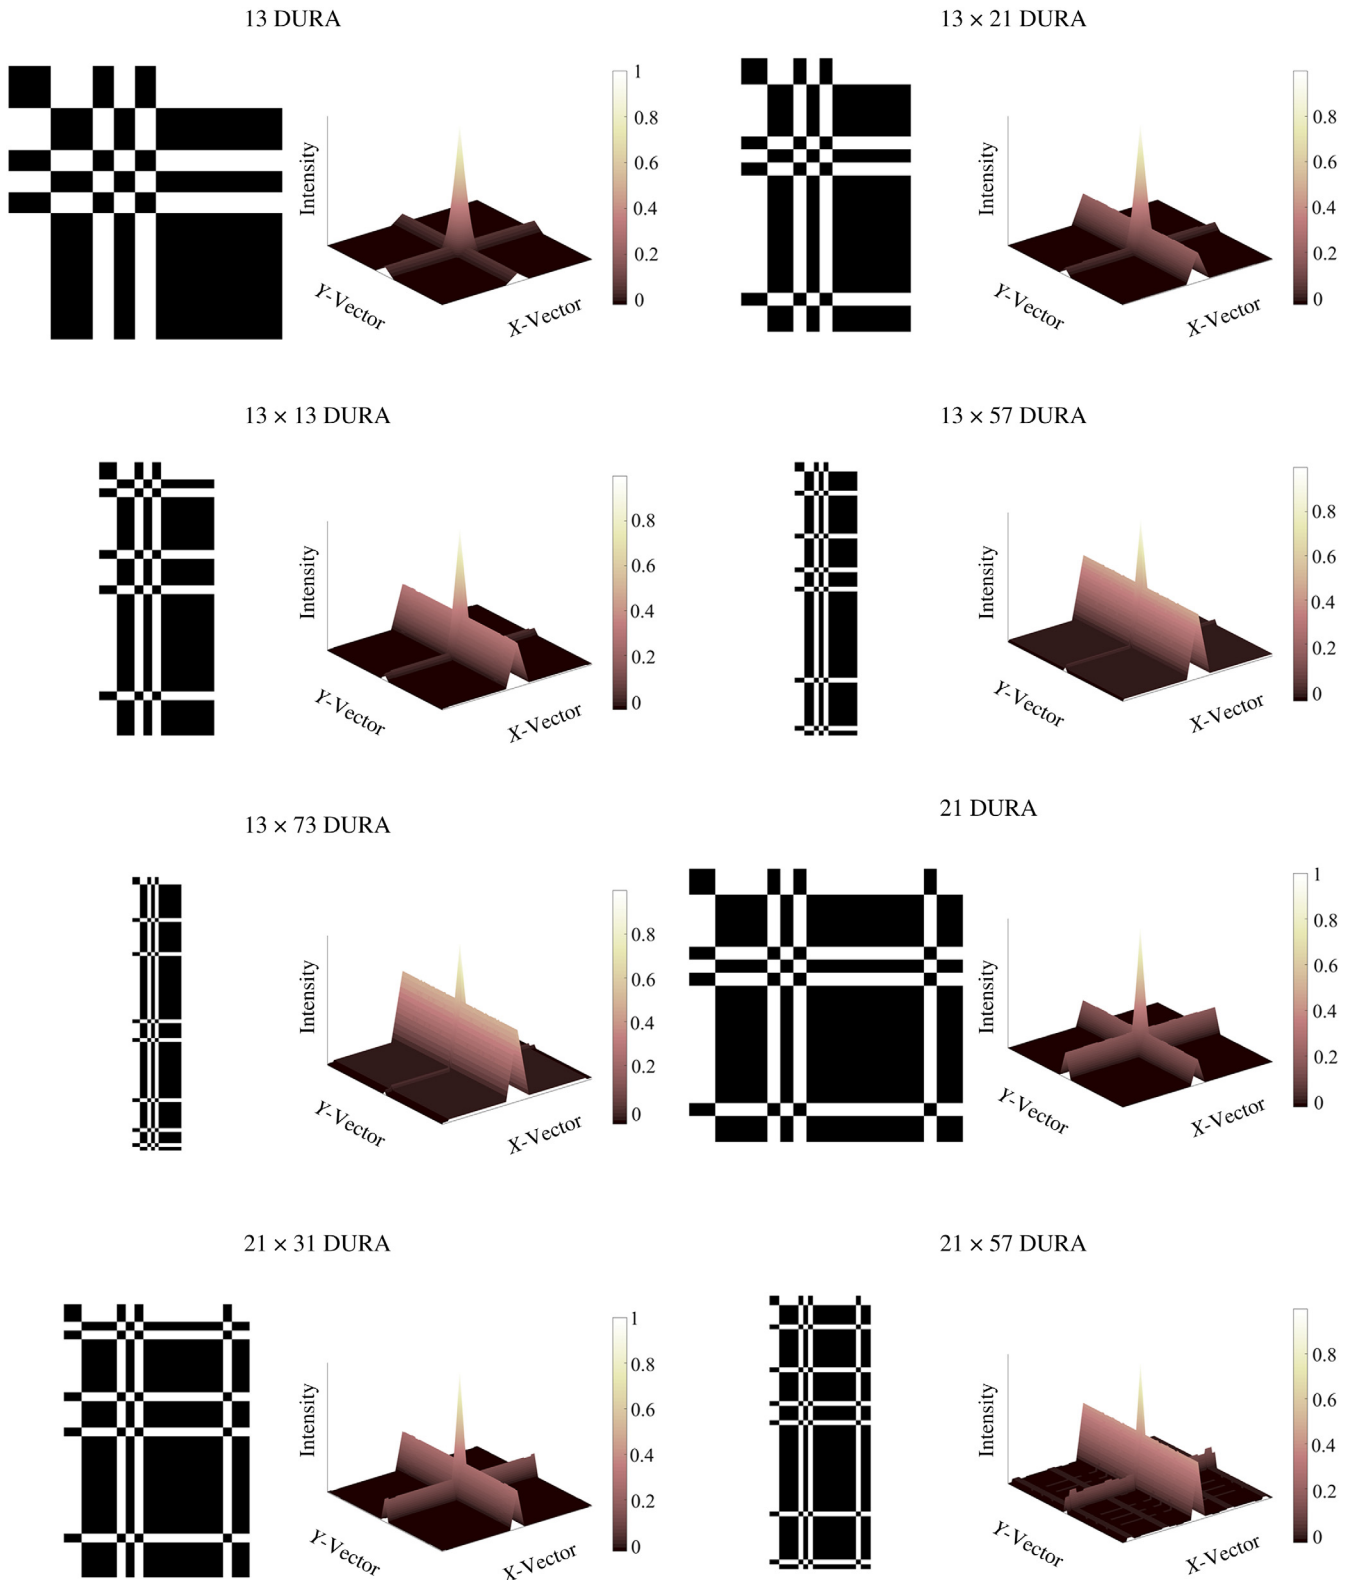 13 DURA
1
0.8
0.6
0.4
0.2
0
Intensity
Y-Vector
X-Vector
13 × 21 DURA
0.8
0.6
0.4
0.2
0
Intensity
Y-Vector
X-Vector
13 × 13 DURA
0.8
0.6
0.4
0.2
0
Intensity
Y-Vector
X-Vector
13 × 57 DURA
0.8
0.6
0.4
0.2
0
Intensity
Y-Vector
X-Vector
13 × 73 DURA
0.8
0.6
0.4
0.2
0
Intensity
Y-Vector
X-Vector
21 DURA
1
0.8
0.6
0.4
0.2
0
Intensity
Y-Vector
X-Vector
21 × 31 DURA
1
0.8
0.6
0.4
0.2
0
Intensity
Y-Vector
X-Vector
21 × 57 DURA
0.8
0.6
0.4
0.2
0
Intensity
Y-Vector
X-Vector